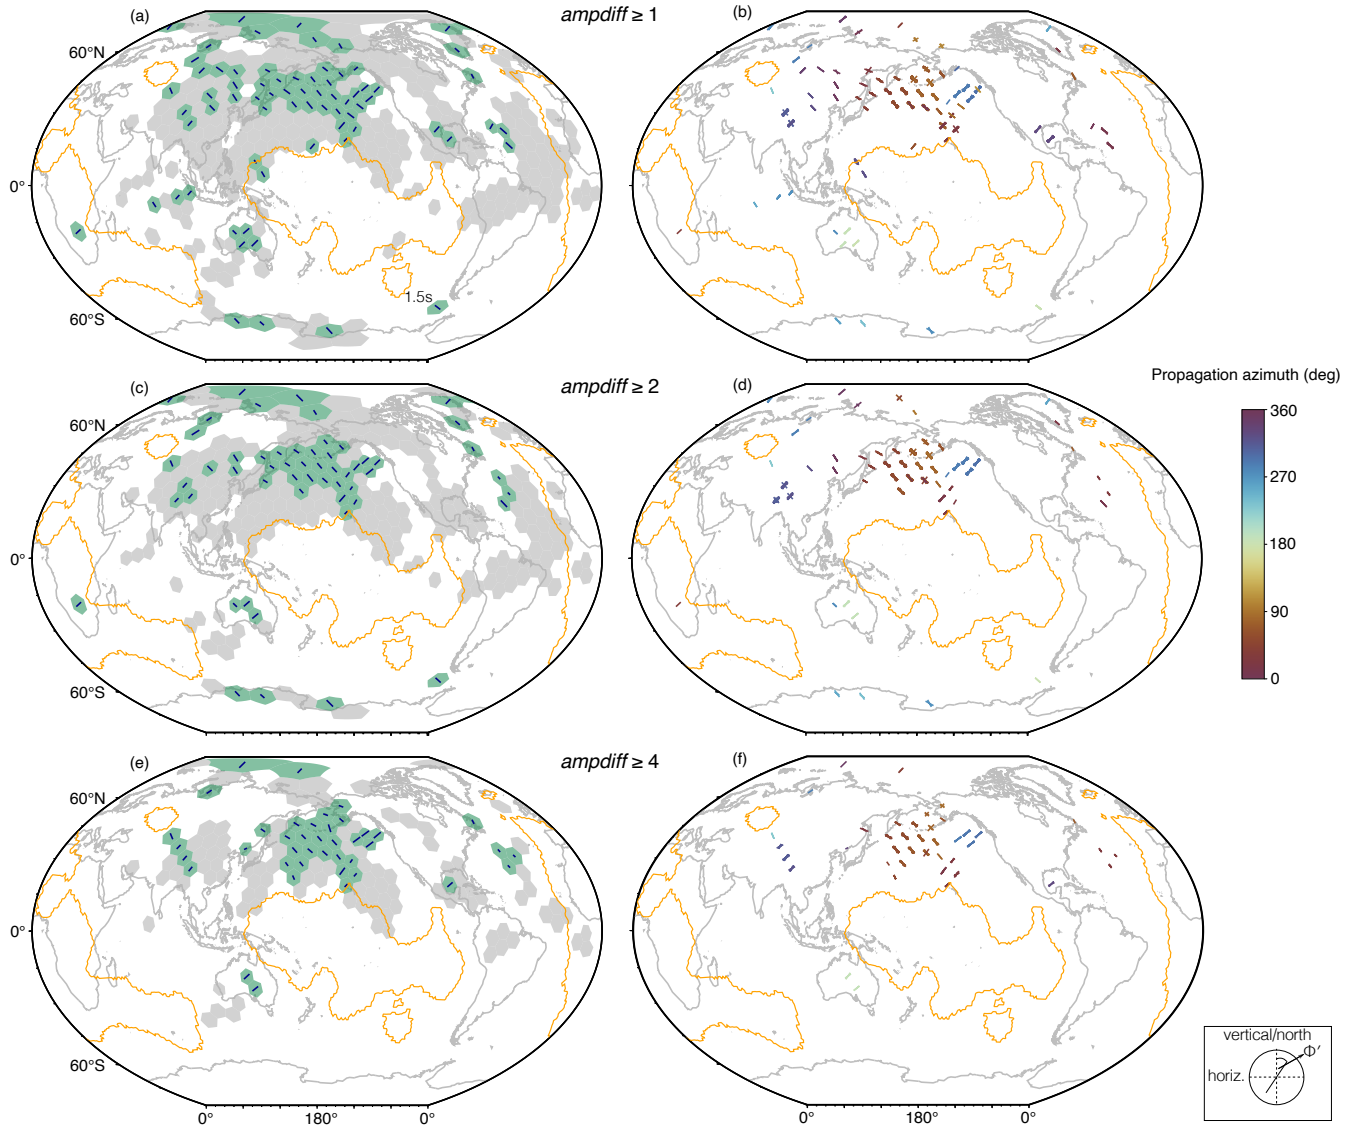 (a)
ampdiff ≥ 1
(b)
60°N
0°
1.5s
60°S
(c)
ampdiff ≥ 2
(d)
60°N
0°
60°S
Propagation azimuth (deg)
360
270
180
90
0
(e)
ampdiff ≥ 4
(f)
60°N
0°
60°S
0°
180°
0°
0°
180°
0°
vertical/north
Φ′
horiz.